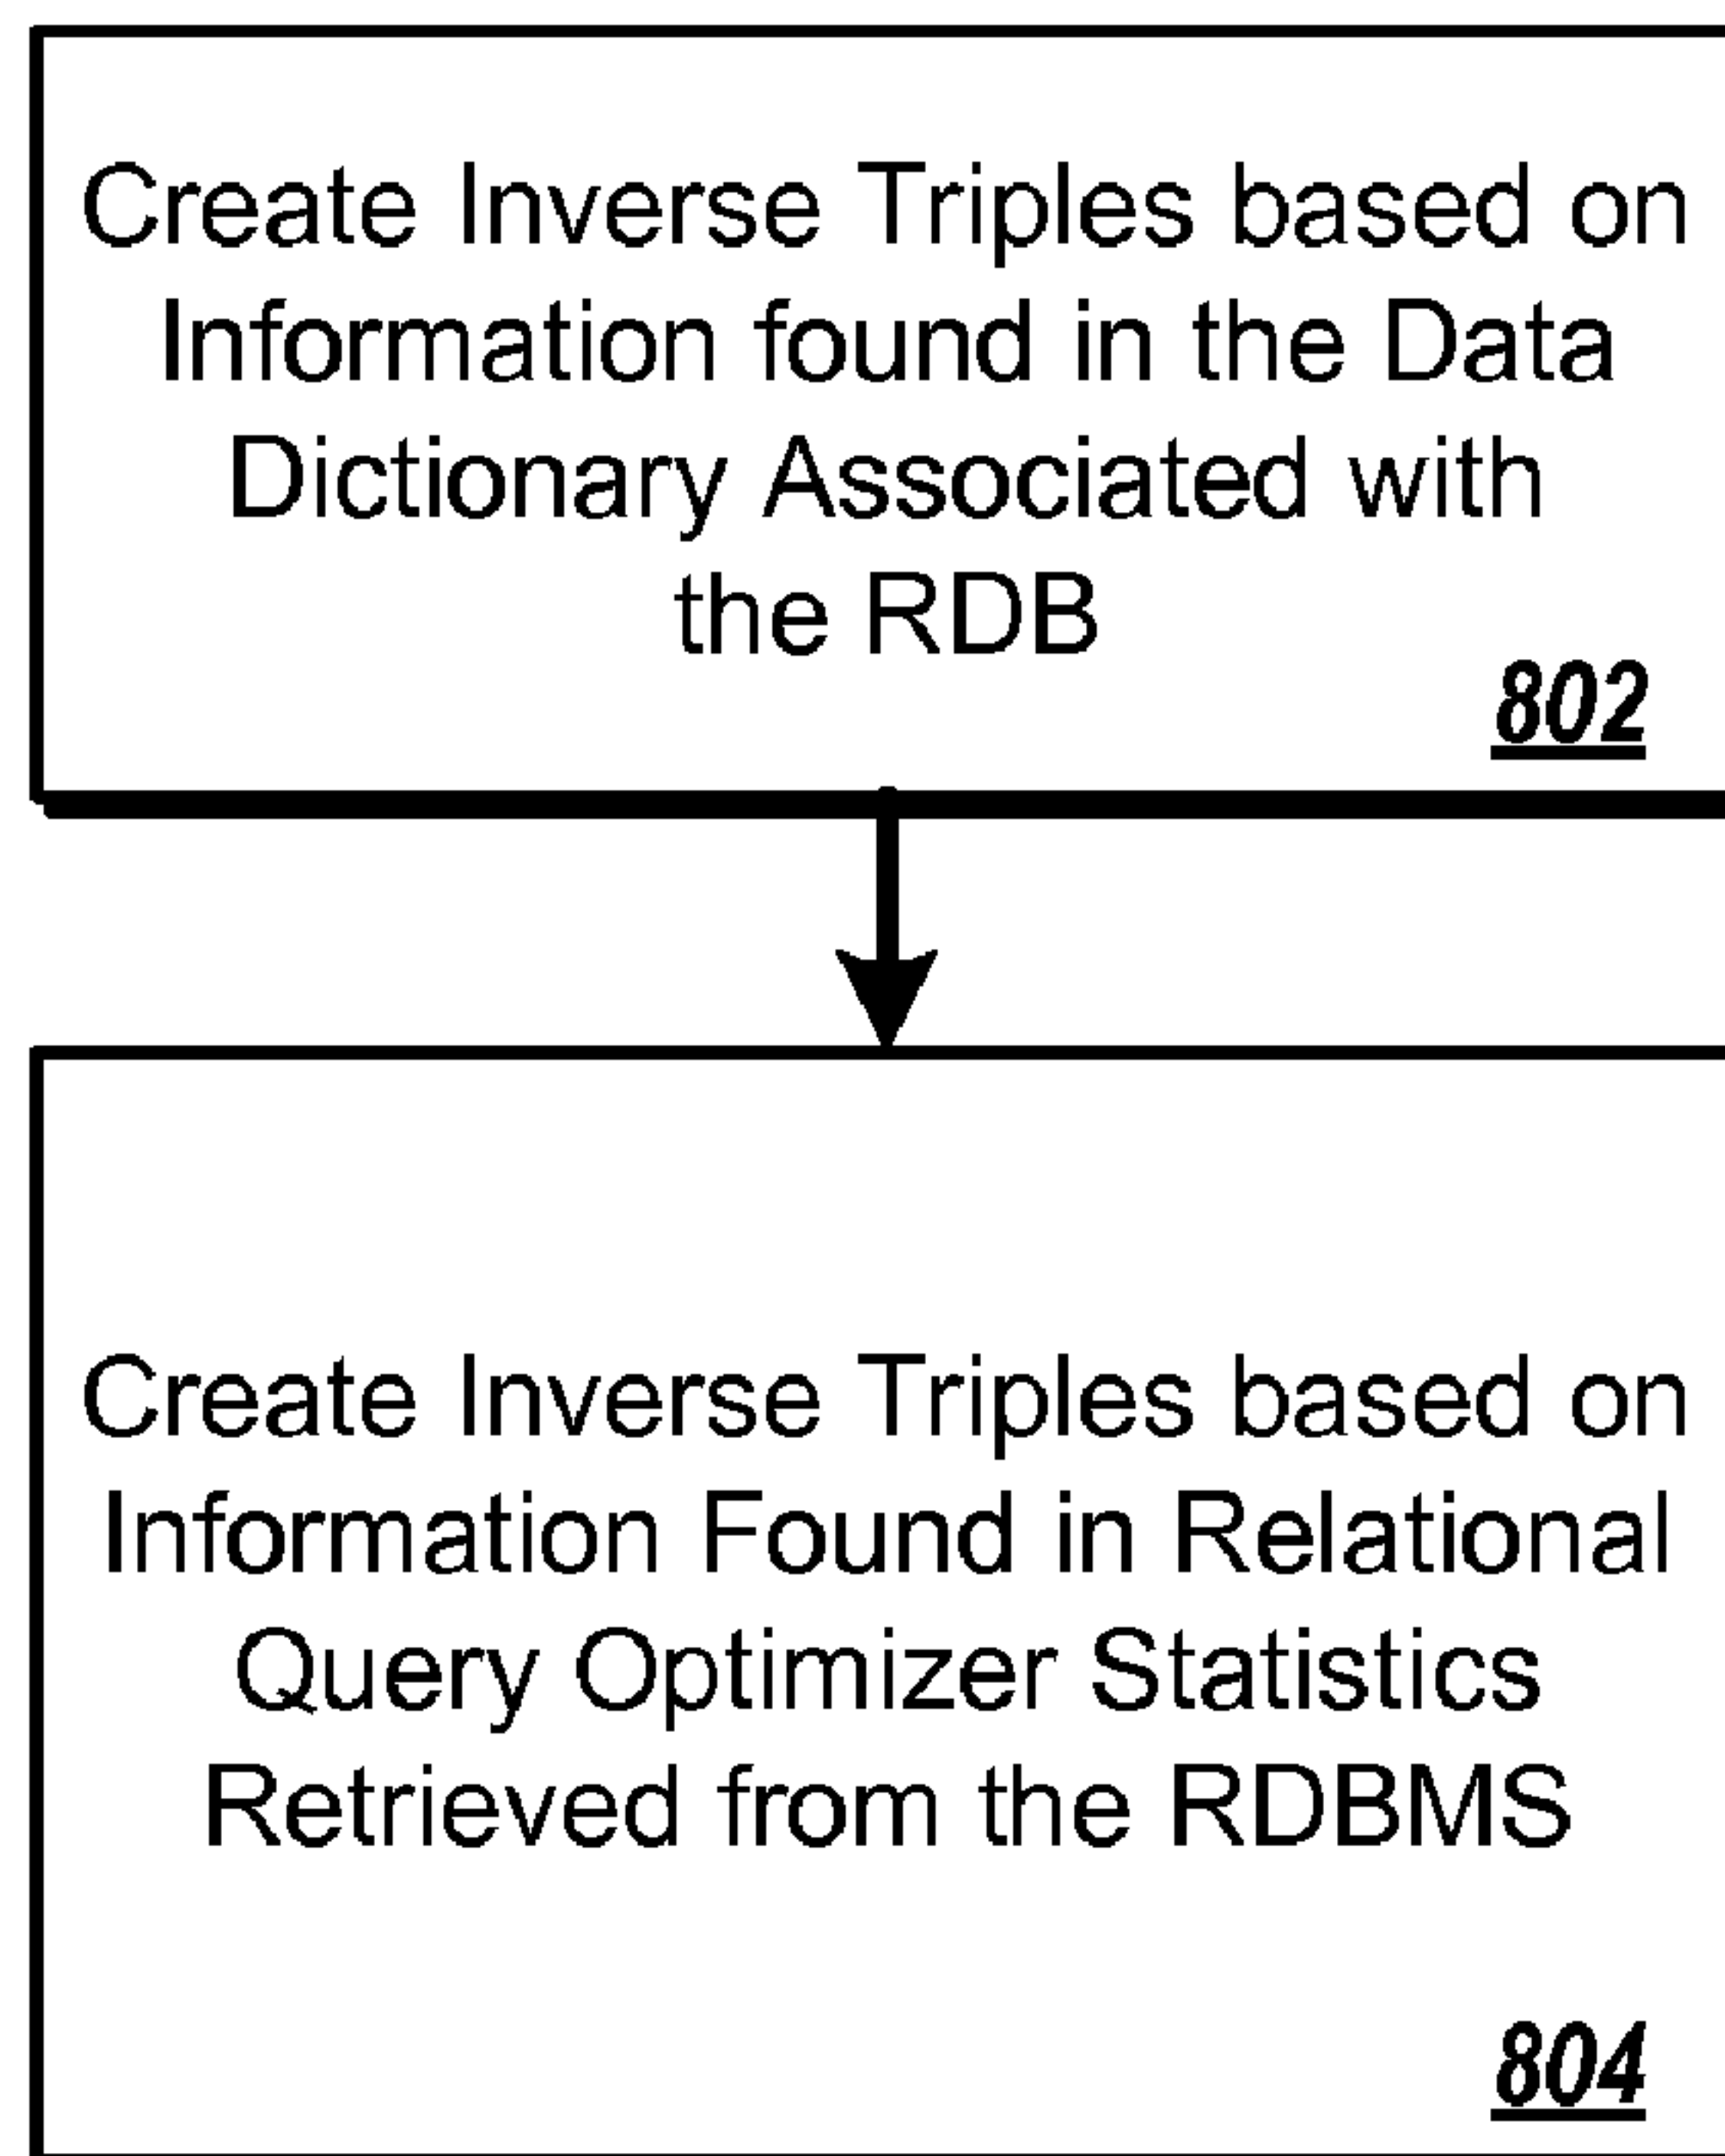 Create Inverse Triples based on
Information found in the Data
Dictionary Associated with
the RDB
802
Create Inverse Triples based on
Information Found in Relational
Query Optimizer Statistics
Retrieved from the RDBMS
804